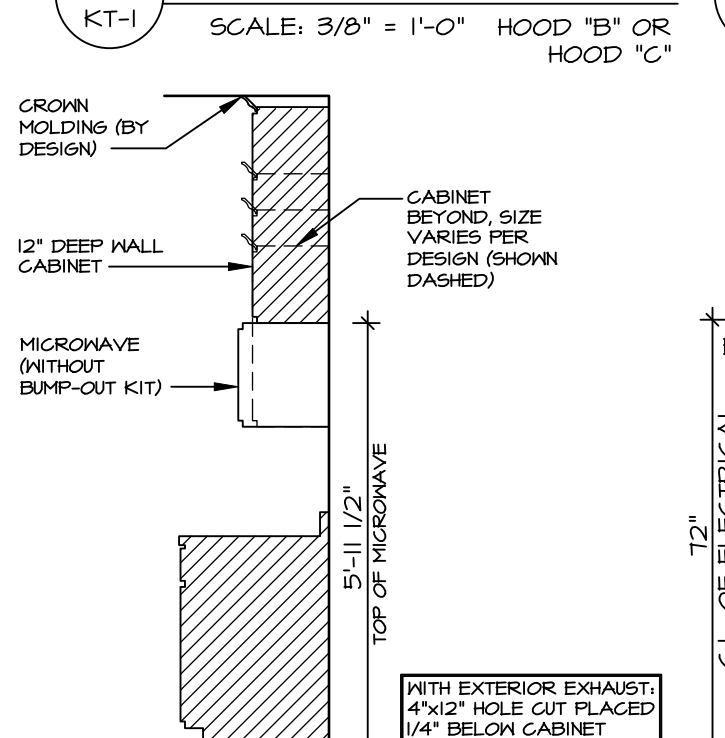 KT-1
SCALE: 3/8" = 1'-0" HOOD "B" OR
HOOD "C"
CROWN
MOLDING (BY
DESIGN)
12" DEEP WALL
CABINET
MICROWAVE
(WITHOUT
BUMP-OUT KIT)
CABINET
BEYOND, SIZE
VARIES PER
DESIGN (SHOWN
DASHED)
5'-11 1/2"
TOP OF MICROWAVE
72"
OF ELECTRICAL
WITH EXTERIOR EXHAUST:
4"x12" HOLE CUT PLACED
1/4" BELOW CABINET